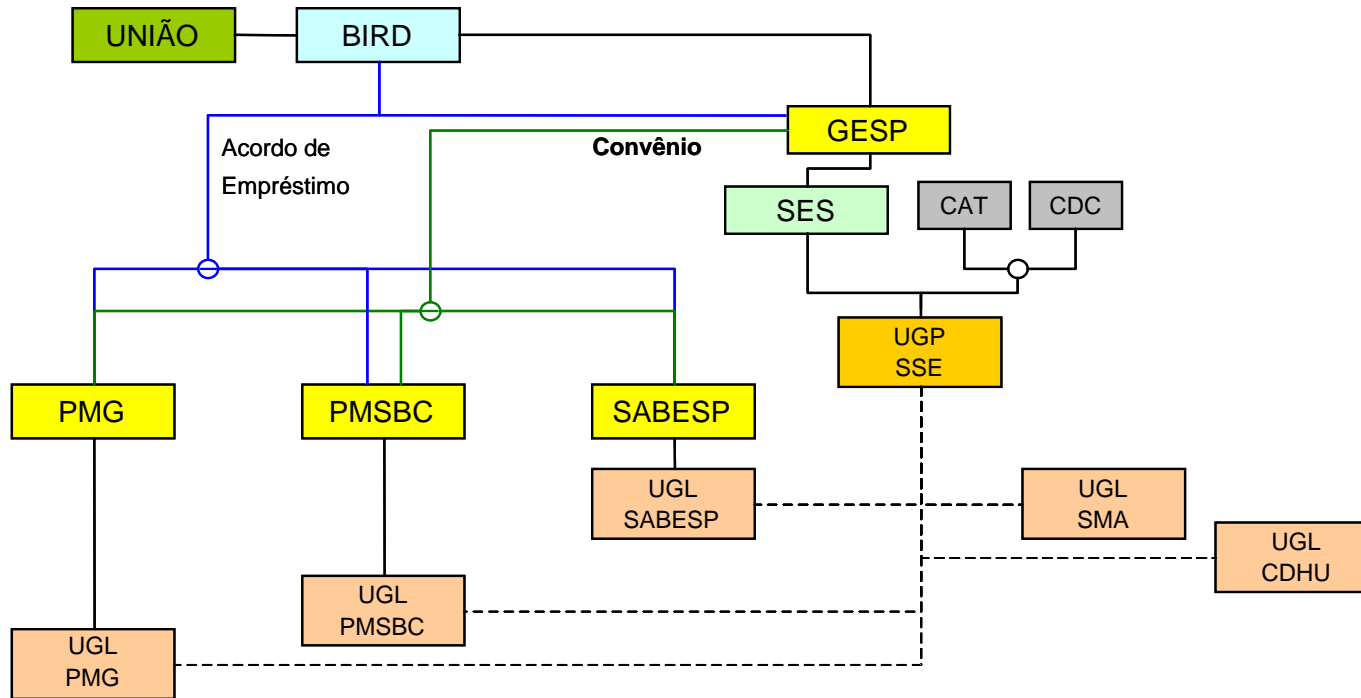 UNIÃO
BIRD
GESP
Acordo de
Empréstimo
Convênio
SES
CAT
CDC
UGP
SSE
PMG
PMSBC
SABESP
UGL
SABESP
UGL
SMA
UGL
CDHU
UGL
PMSBC
UGL
PMG